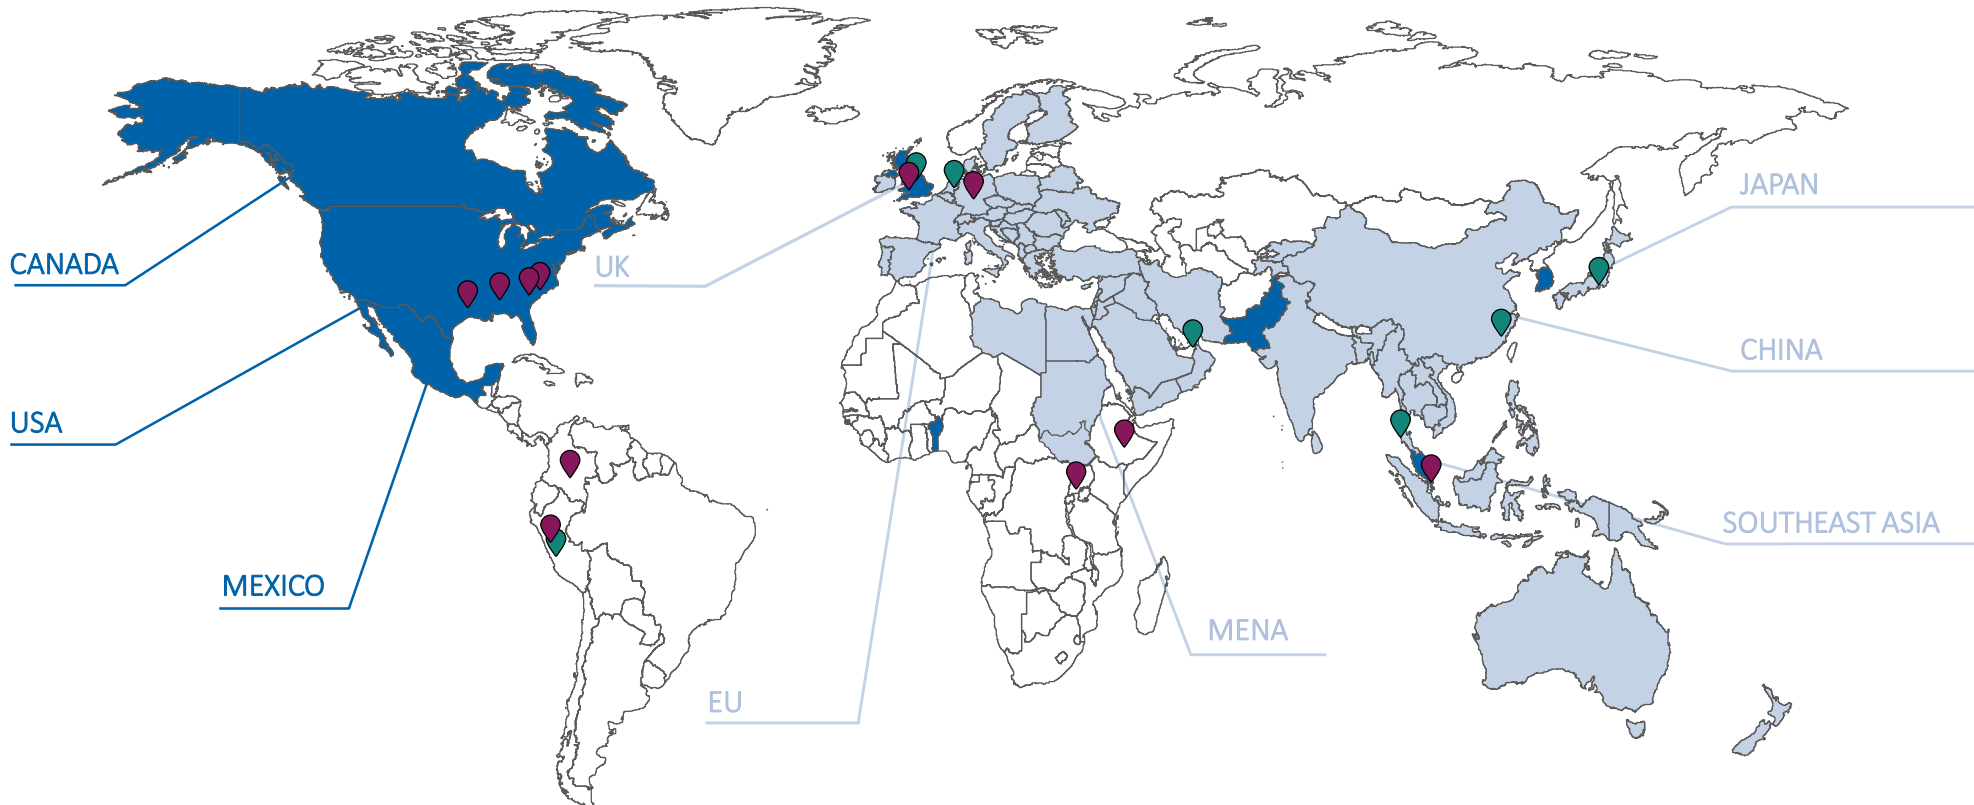 JAPAN
CANADA
UK
CHINA
USA
SOUTHEAST ASIA
MEXICO
MENA
EU